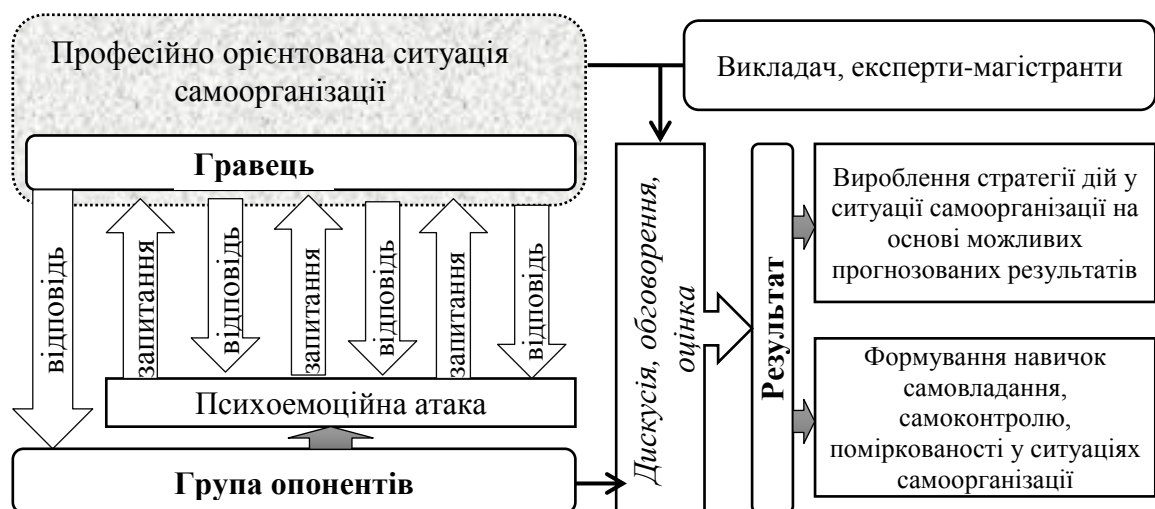 Професійно орієнтована ситуація
самоорганізації
Викладач, експерти-магістранти
Гравець
відповідь
запитання
відповідь
запитання
відповідь
запитання
відповідь
Психоемоційна атака
Група опонентів
Дискусія, обговорення,
оцінка
Результат
Вироблення стратегії дій у
ситуації самоорганізації на
основі можливих
прогнозованих результатів
Формування навичок
самовладання,
самоконтролю,
поміркованості у ситуаціях
самоорганізації